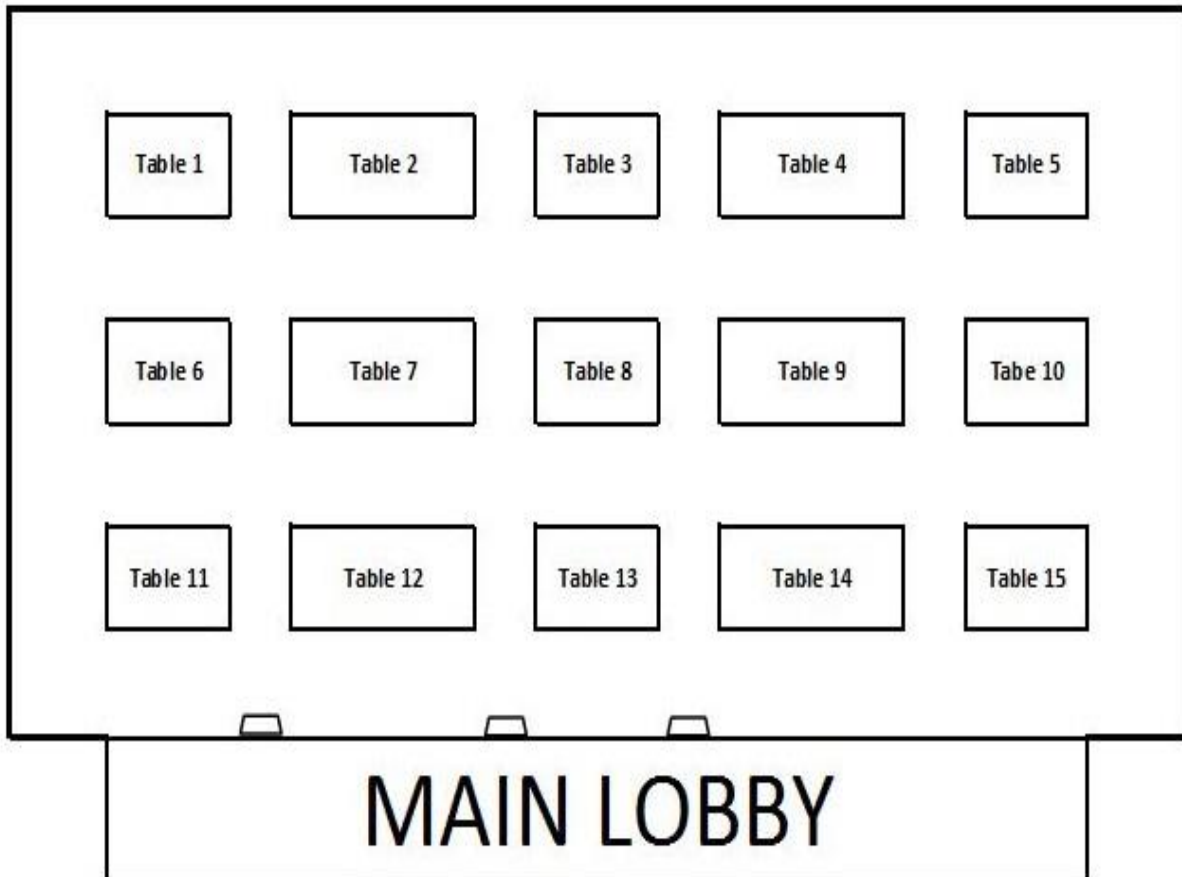 Table 1
Table 2
Table 3
Table 4
Table 5
Table 6
Table 7
Table 8
Table 9
Tabe 10
Table 11
Table 12
Table 13
Table 14
Table 15
MAIN LOBBY